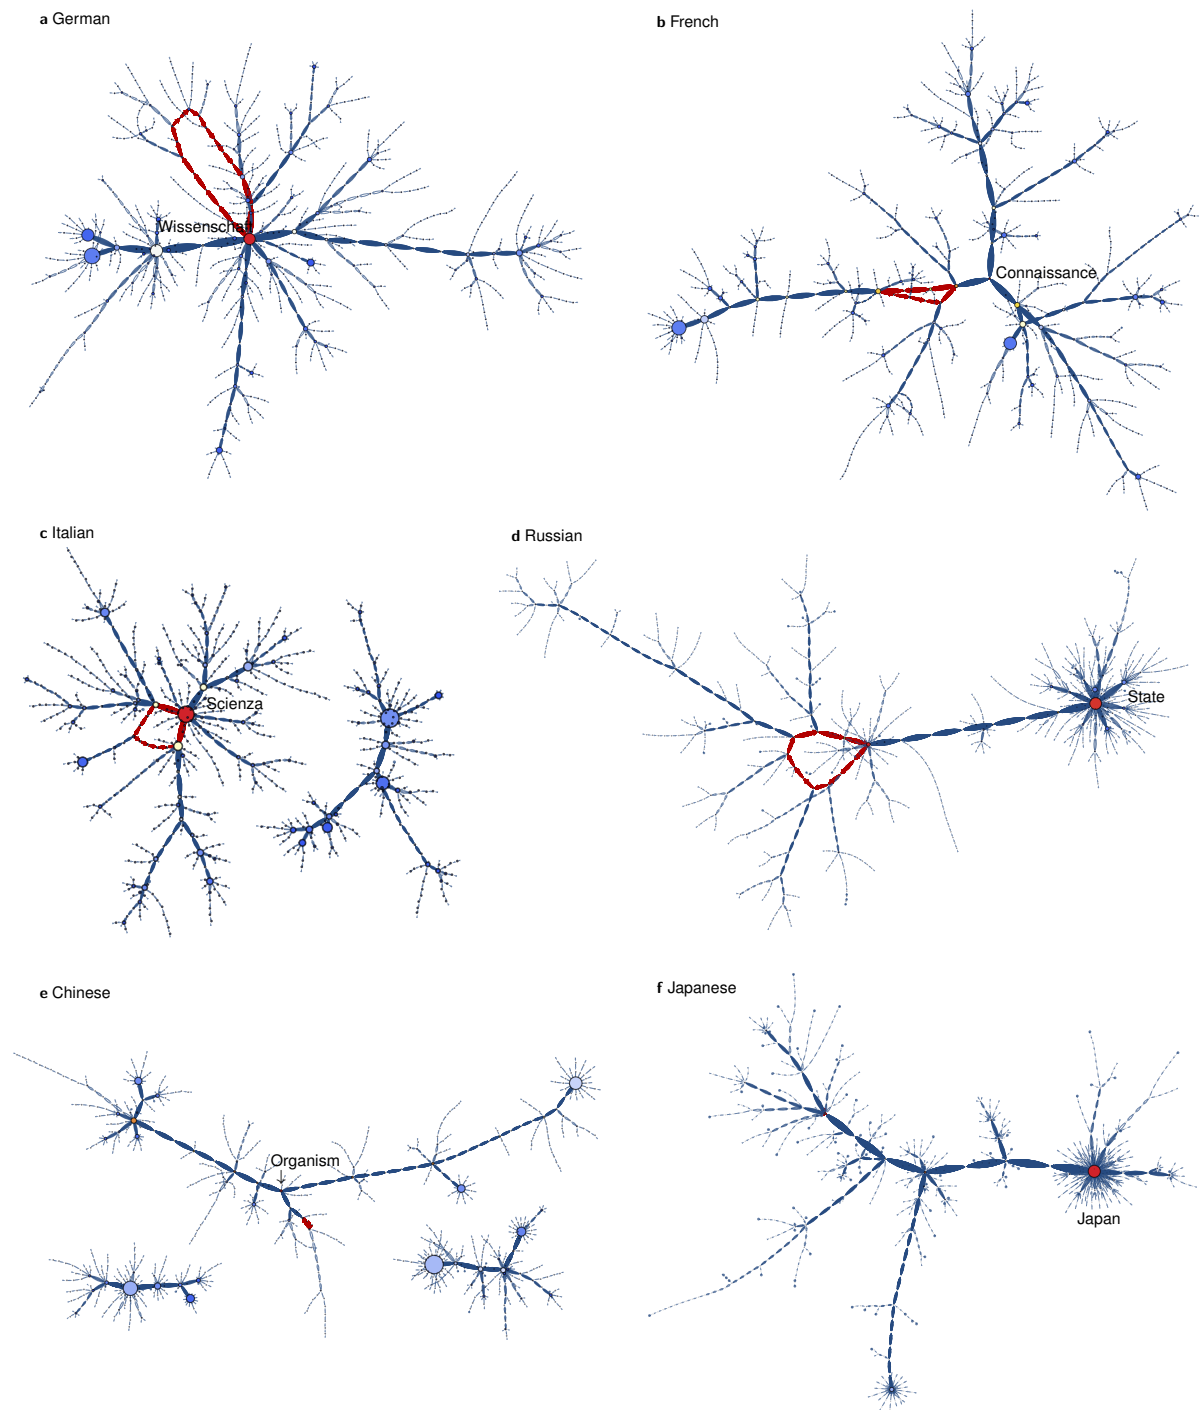 a German
b French
Wissenschaft
Connaissance
c Italian
d Russian
Scienza
State
e Chinese
f Japanese
Organism
Japan